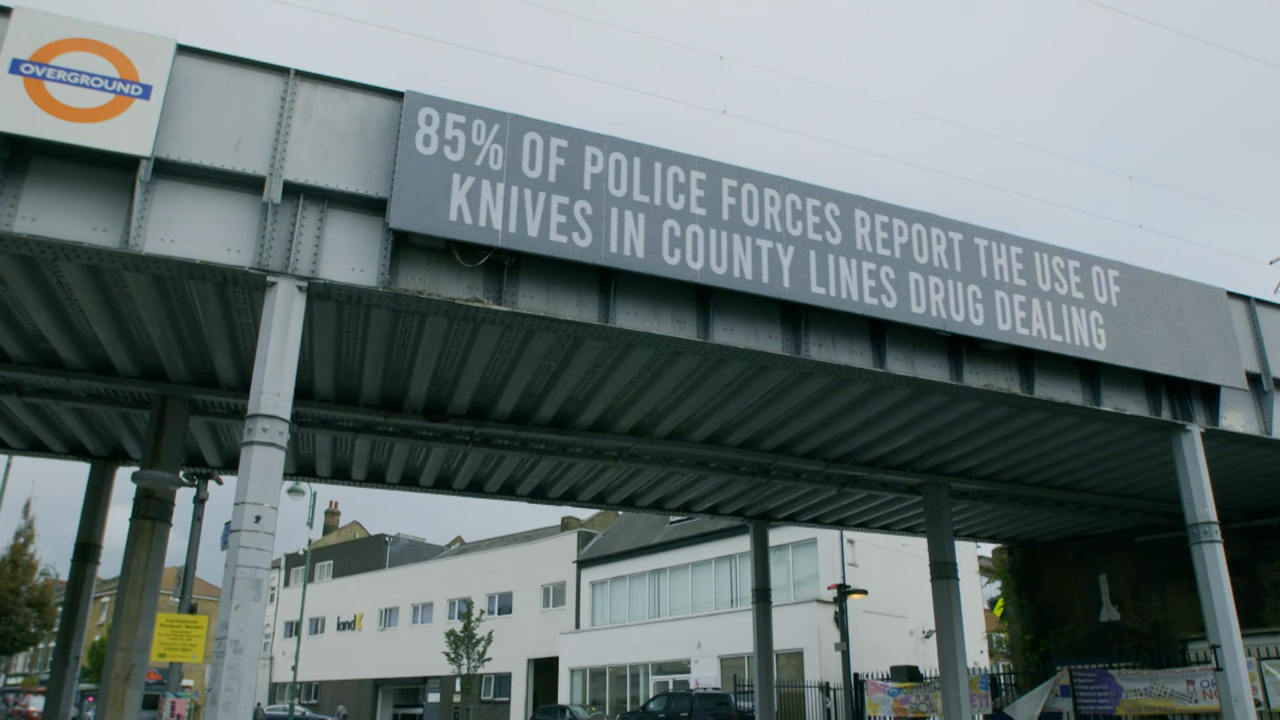 OVERGROUND
85% OF POLICE FORCES REPORT THE USE OF
KNIVES IN COUNTY LINES DRUG DEALING